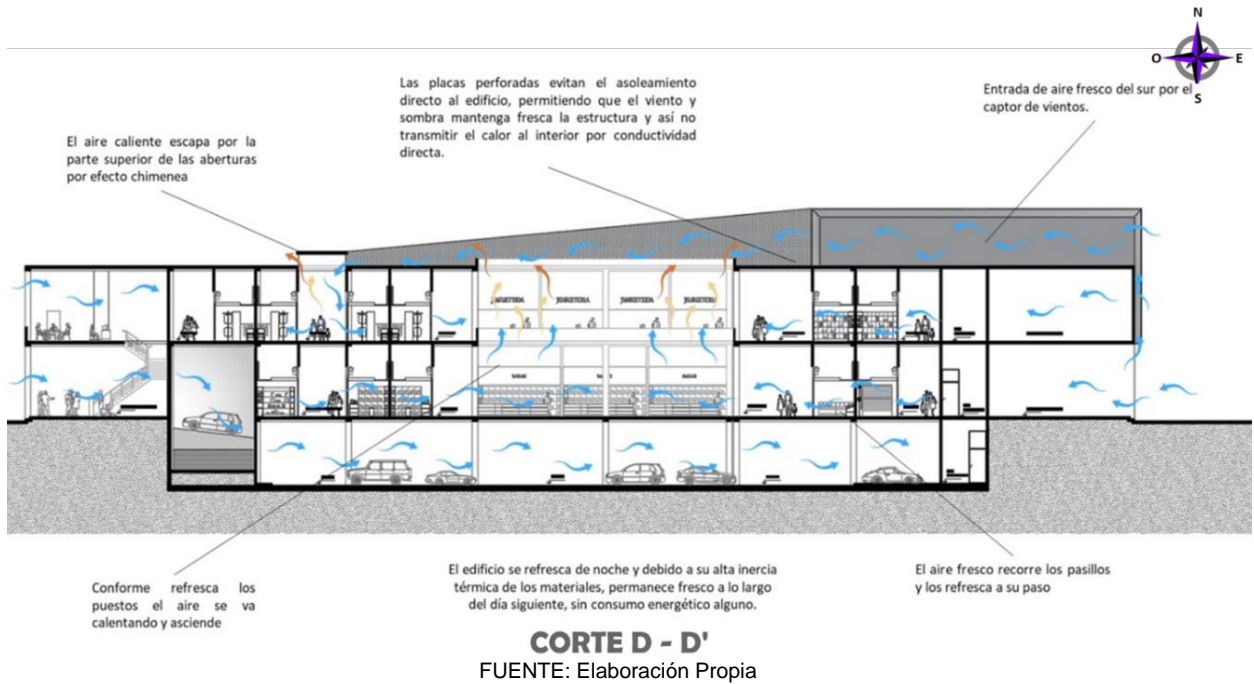 N
O E
S
Las placas perforadas evitan el asoleamiento
directo al edificio, permitiendo que el viento y
sombra mantenga fresca la estructura y así no
transmitir el calor al interior por conductividad
directa.
Entrada de aire fresco del sur por el
captor de vientos.
El aire caliente escapa por la
parte superior de las aberturas
por efecto chimenea
JUGUETERIA JUGUETERIA
Conforme refresca los
puestos el aire se va
calentando y asciende
El edificio se refresca de noche y debido a su alta inercia
térmica de los materiales, permanece fresco a lo largo
del día siguiente, sin consumo energético alguno.
El aire fresco recorre los pasillos
y los refresca a su paso
CORTE D - D'
FUENTE: Elaboración Propia